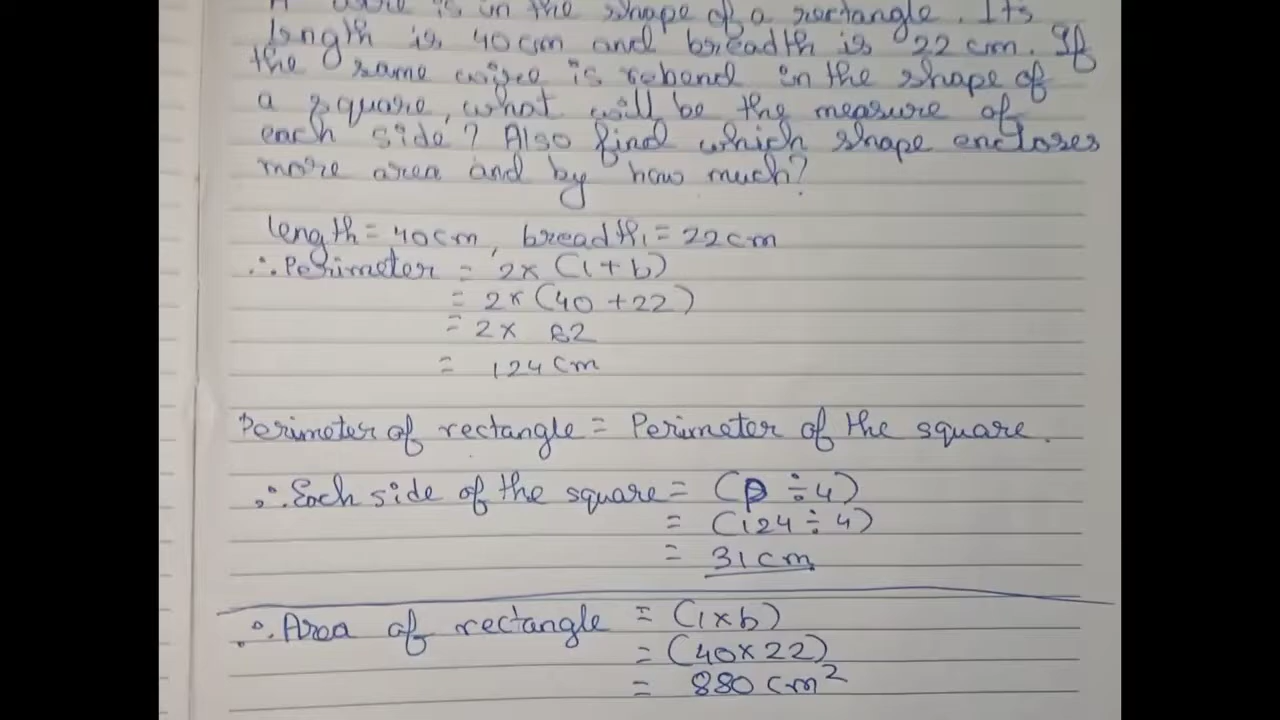 A wire is in the shape of a rectangle. Its
length is 40 cm and breadth is 22 cm. If
the same wire is reband in the shape of
a square, what will be the measure of
each side? Also find which shape encloses
more area and by how much?
length = 40cm, breadth = 22cm
∴ Perimeter = 2x (l + b)
= 2x (40 +22)
= 2x 62
= 124 cm
Perimeter of rectangle = Perimeter of the square.
∴ Each side of the square = (P ÷ 4)
= (124 ÷ 4)
= 31 cm
∴ Area of rectangle = (l x b)
= (40 x 22)
= 880 cm²